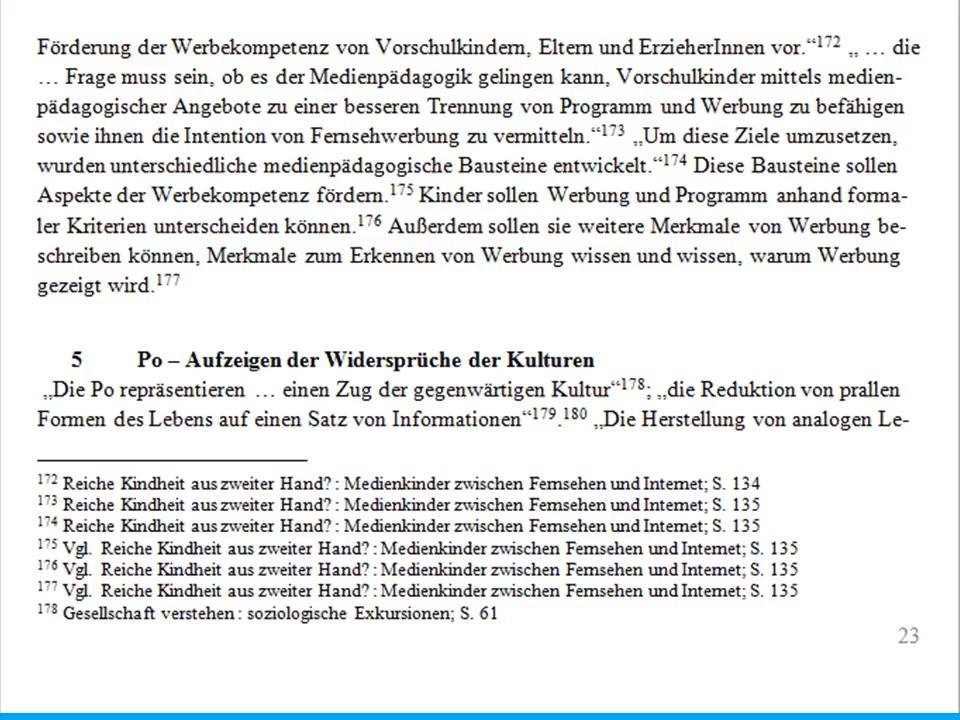 Förderung der Werbekompetenz von Vorschulkindern, Eltern und ErzieherInnen vor.“172 „ … die
… Frage muss sein, ob es der Medienpädagogik gelingen kann, Vorschulkinder mittels medien-
pädagogischer Angebote zu einer besseren Trennung von Programm und Werbung zu befähigen
sowie ihnen die Intention von Fernsehwerbung zu vermitteln.“173 „Um diese Ziele umzusetzen,
wurden unterschiedliche medienpädagogische Bausteine entwickelt.“174 Diese Bausteine sollen
Aspekte der Werbekompetenz fördern.175 Kinder sollen Werbung und Programm anhand forma-
ler Kriterien unterscheiden können.176 Außerdem sollen sie weitere Merkmale von Werbung be-
schreiben können, Merkmale zum Erkennen von Werbung wissen und wissen, warum Werbung
gezeigt wird.177
5 Po – Aufzeigen der Widersprüche der Kulturen
„Die Po repräsentieren … einen Zug der gegenwärtigen Kultur“178; „die Reduktion von prallen
Formen des Lebens auf einen Satz von Informationen“179.180 „Die Herstellung von analogen Le-
172 Reiche Kindheit aus zweiter Hand? : Medienkinder zwischen Fernsehen und Internet; S. 134
173 Reiche Kindheit aus zweiter Hand? : Medienkinder zwischen Fernsehen und Internet; S. 135
174 Reiche Kindheit aus zweiter Hand? : Medienkinder zwischen Fernsehen und Internet; S. 135
175 Vgl. Reiche Kindheit aus zweiter Hand? : Medienkinder zwischen Fernsehen und Internet; S. 135
176 Vgl. Reiche Kindheit aus zweiter Hand? : Medienkinder zwischen Fernsehen und Internet; S. 135
177 Vgl. Reiche Kindheit aus zweiter Hand? : Medienkinder zwischen Fernsehen und Internet; S. 135
178 Gesellschaft verstehen : soziologische Exkursionen; S. 61
23